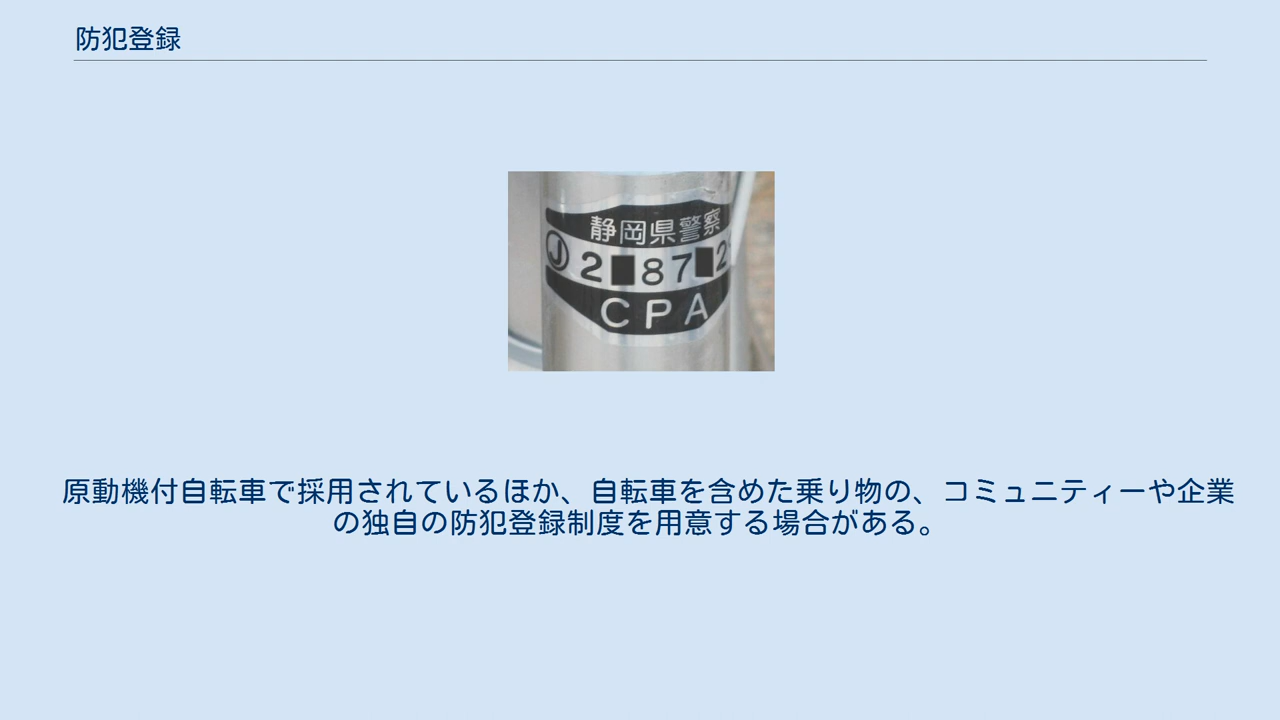 防犯登録
静岡県警察
J 2 87 2
CPA
原動機付自転車で採用されているほか、自転車を含めた乗り物の、コミュニティーや企業
の独自の防犯登録制度を用意する場合がある。